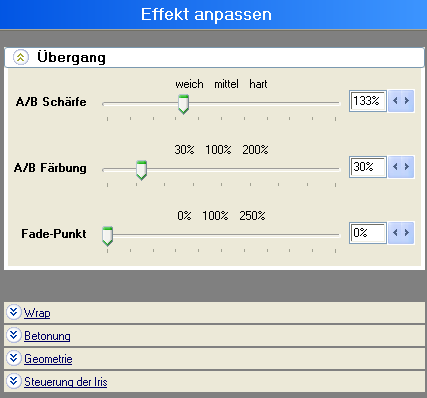 Effekt anpassen
Übergang
weich mittel hart
A/B Schärfe 133%
30% 100% 200%
A/B Färbung 30%
0% 100% 250%
Fade-Punkt 0%
Wrap
Betonung
Geometrie
Steuerung der Iris